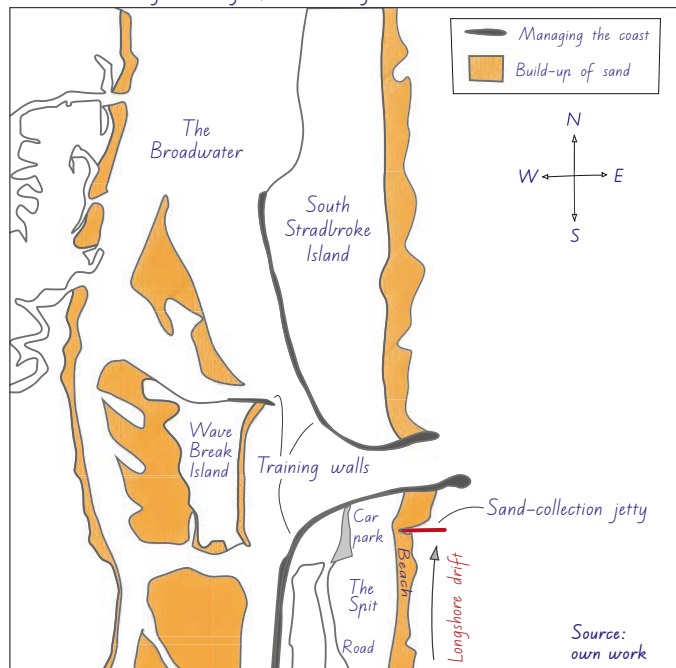 Managing the coast
Build-up of sand
N
W
E
S
The
Broadwater
South
Stradbroke
Island
Wave
Break
Island
Training walls
Car
park
Sand-collection jetty
Beach
Longshore drift
The
Spit
Road
Source:
own work